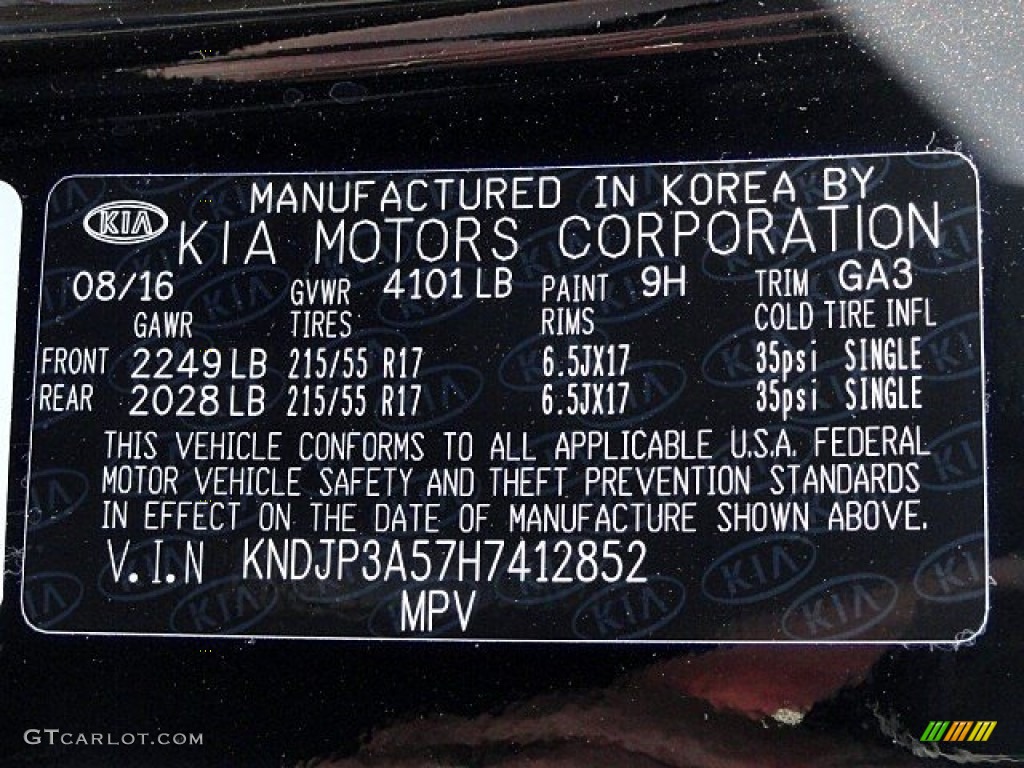 MANUFACTURED IN KOREA BY
KIA KIA MOTORS CORPORATION
08/16 GVWR 4101 LB PAINT 9H TRIM GA3
GAWR TIRES RIMS COLD TIRE INFL
FRONT 2249 LB 215/55 R17 6.5JX17 35psi SINGLE
REAR 2028 LB 215/55 R17 6.5JX17 35psi SINGLE
THIS VEHICLE CONFORMS TO ALL APPLICABLE U.S.A. FEDERAL
MOTOR VEHICLE SAFETY AND THEFT PREVENTION STANDARDS
IN EFFECT ON THE DATE OF MANUFACTURE SHOWN ABOVE.
V.I.N KNDJP3A57H7412852
MPV
GTCARLOT.COM